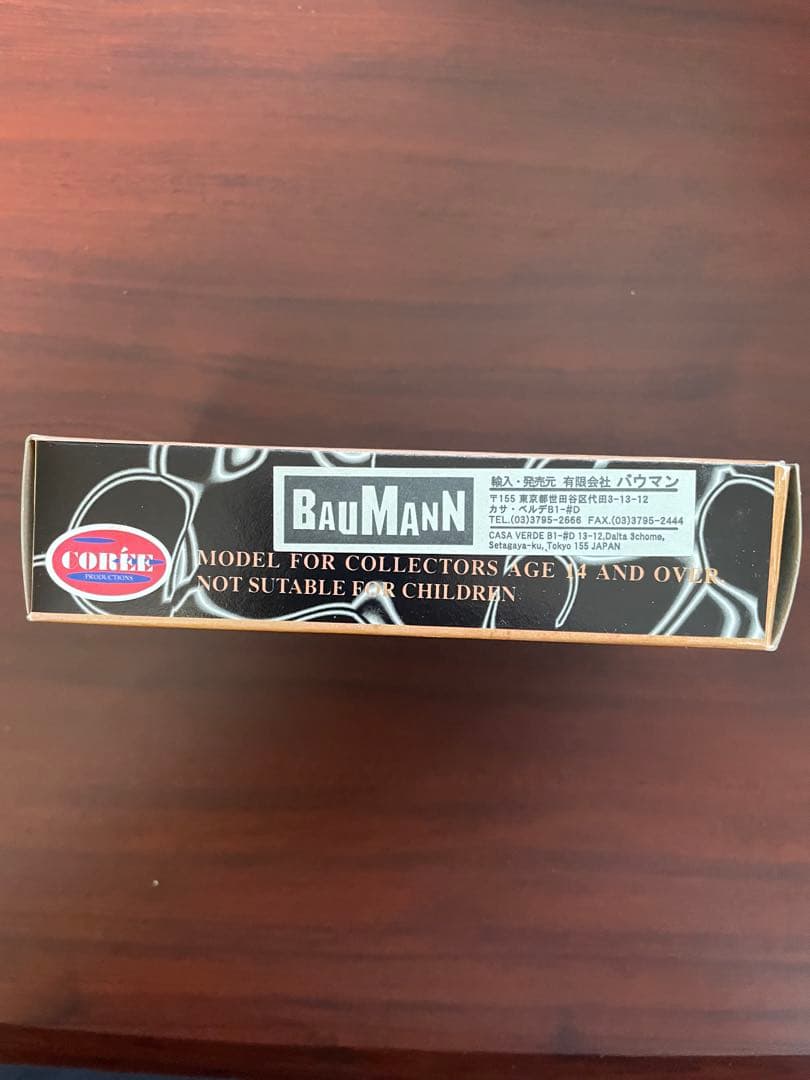 CORÉE
PRODUCTIONS
BAUMANN
輸入・発売元 有限会社 バウマン
〒155 東京都世田谷区代田3-13-12
カサ・ベルデB1-#D
TEL.(03)3795-2666 FAX.(03)3795-2444
CASA VERDE B1-#D 13-12,Daita 3chome,
Setagaya-ku, Tokyo 155 JAPAN
MODEL FOR COLLECTORS AGE 14 AND OVER.
NOT SUTABLE FOR CHILDREN